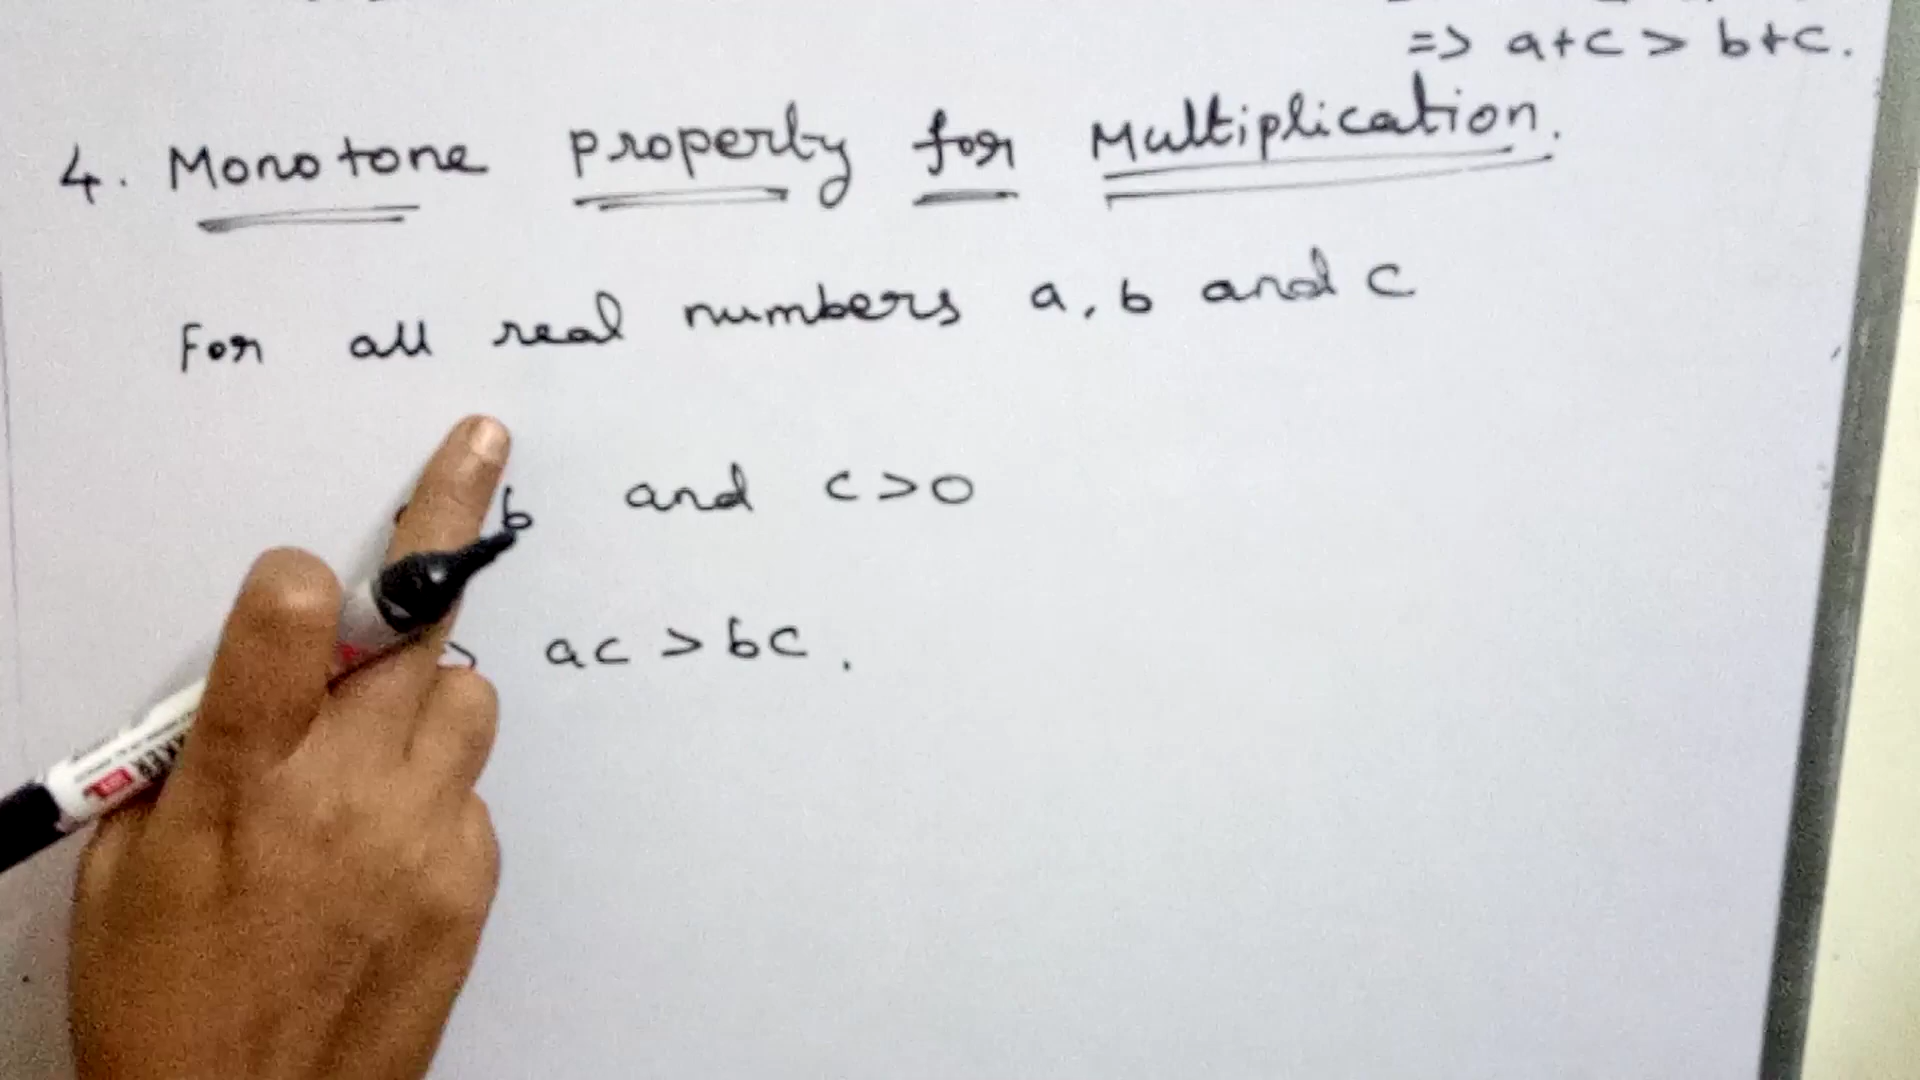 => a+c > b+c.
4. Monotone property for Multiplication.
For all real numbers a, b and c
b and c>0
> ac > bc.